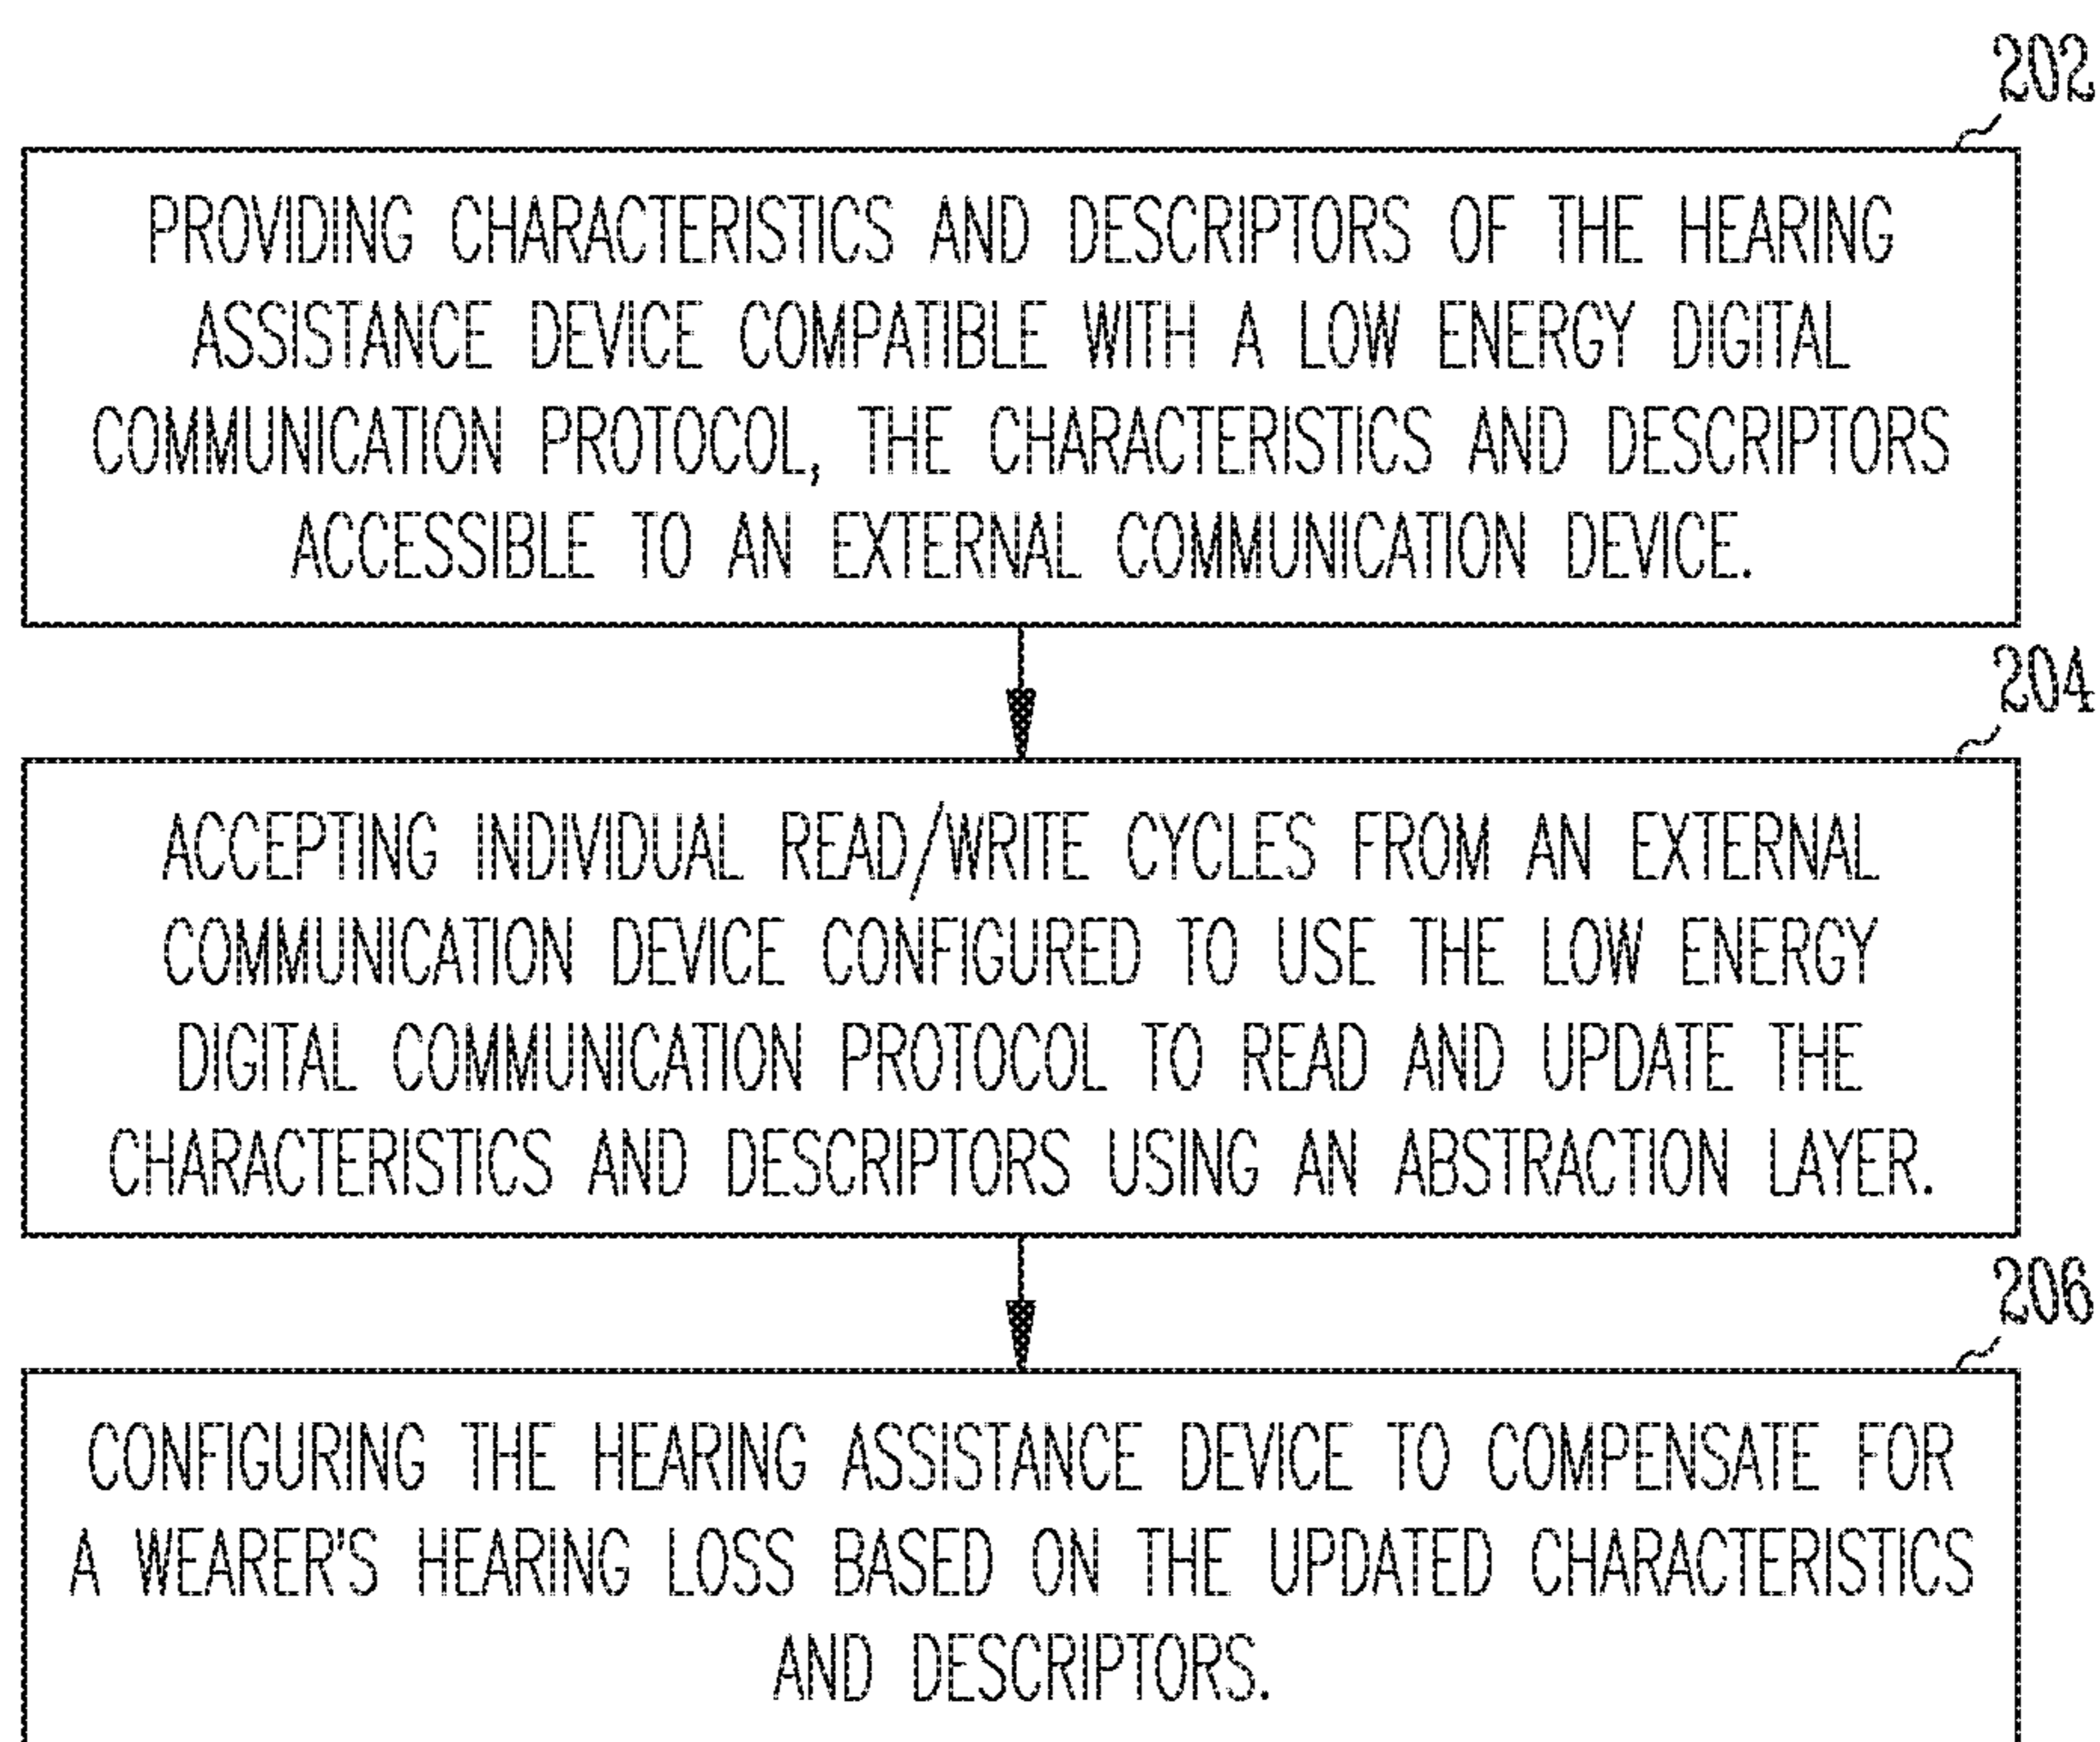 202
PROVIDING CHARACTERISTICS AND DESCRIPTORS OF THE HEARING
ASSISTANCE DEVICE COMPATIBLE WITH A LOW ENERGY DIGITAL
COMMUNICATION PROTOCOL, THE CHARACTERISTICS AND DESCRIPTORS
ACCESSIBLE TO AN EXTERNAL COMMUNICATION DEVICE.
204
ACCEPTING INDIVIDUAL READ/WRITE CYCLES FROM AN EXTERNAL
COMMUNICATION DEVICE CONFIGURED TO USE THE LOW ENERGY
DIGITAL COMMUNICATION PROTOCOL TO READ AND UPDATE THE
CHARACTERISTICS AND DESCRIPTORS USING AN ABSTRACTION LAYER.
206
CONFIGURING THE HEARING ASSISTANCE DEVICE TO COMPENSATE FOR
A WEARER'S HEARING LOSS BASED ON THE UPDATED CHARACTERISTICS
AND DESCRIPTORS.